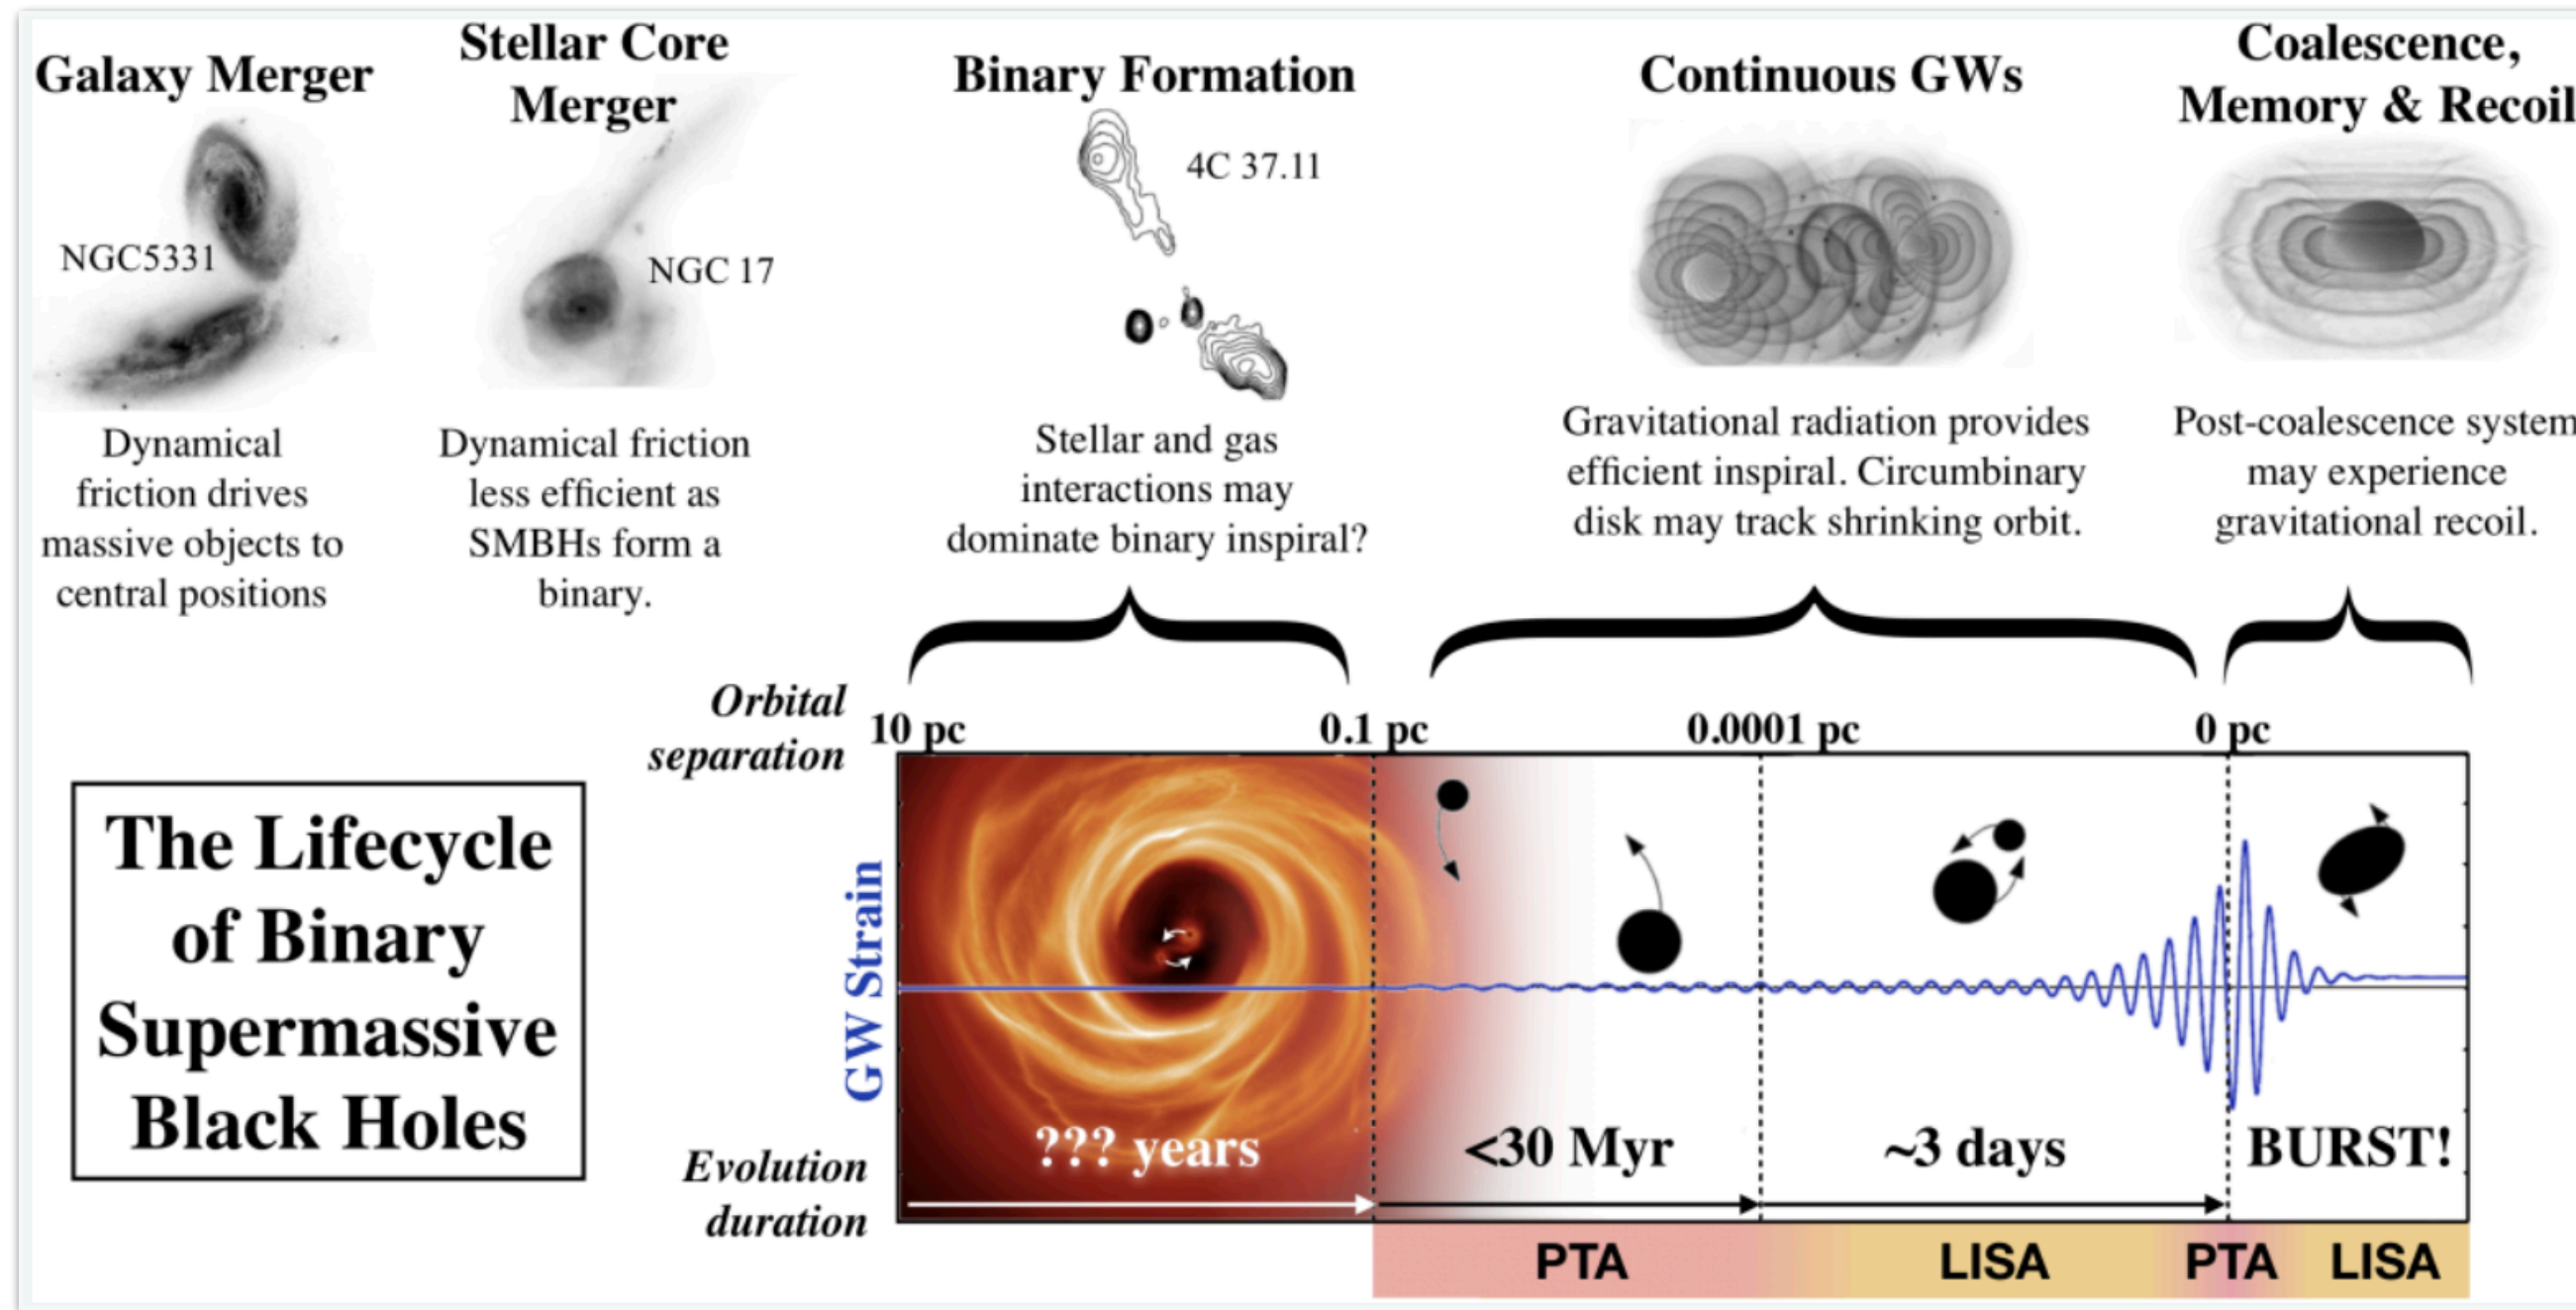 Galaxy Merger
NGC5331
Dynamical
friction drives
massive objects to
central positions
Stellar Core
Merger
NGC 17
Dynamical friction
less efficient as
SMBHs form a
binary.
Binary Formation
4C 37.11
Stellar and gas
interactions may
dominate binary inspiral?
Continuous GWs
Gravitational radiation provides
efficient inspiral. Circumbinary
disk may track shrinking orbit.
Coalescence,
Memory & Recoil
Post-coalescence system
may experience
gravitational recoil.
The Lifecycle
of Binary
Supermassive
Black Holes
Orbital
separation
10 pc
0.1 pc
0.0001 pc
0 pc
GW Strain
Evolution
duration
??? years
<30 Myr
~3 days
BURST!
PTA
LISA
PTA
LISA